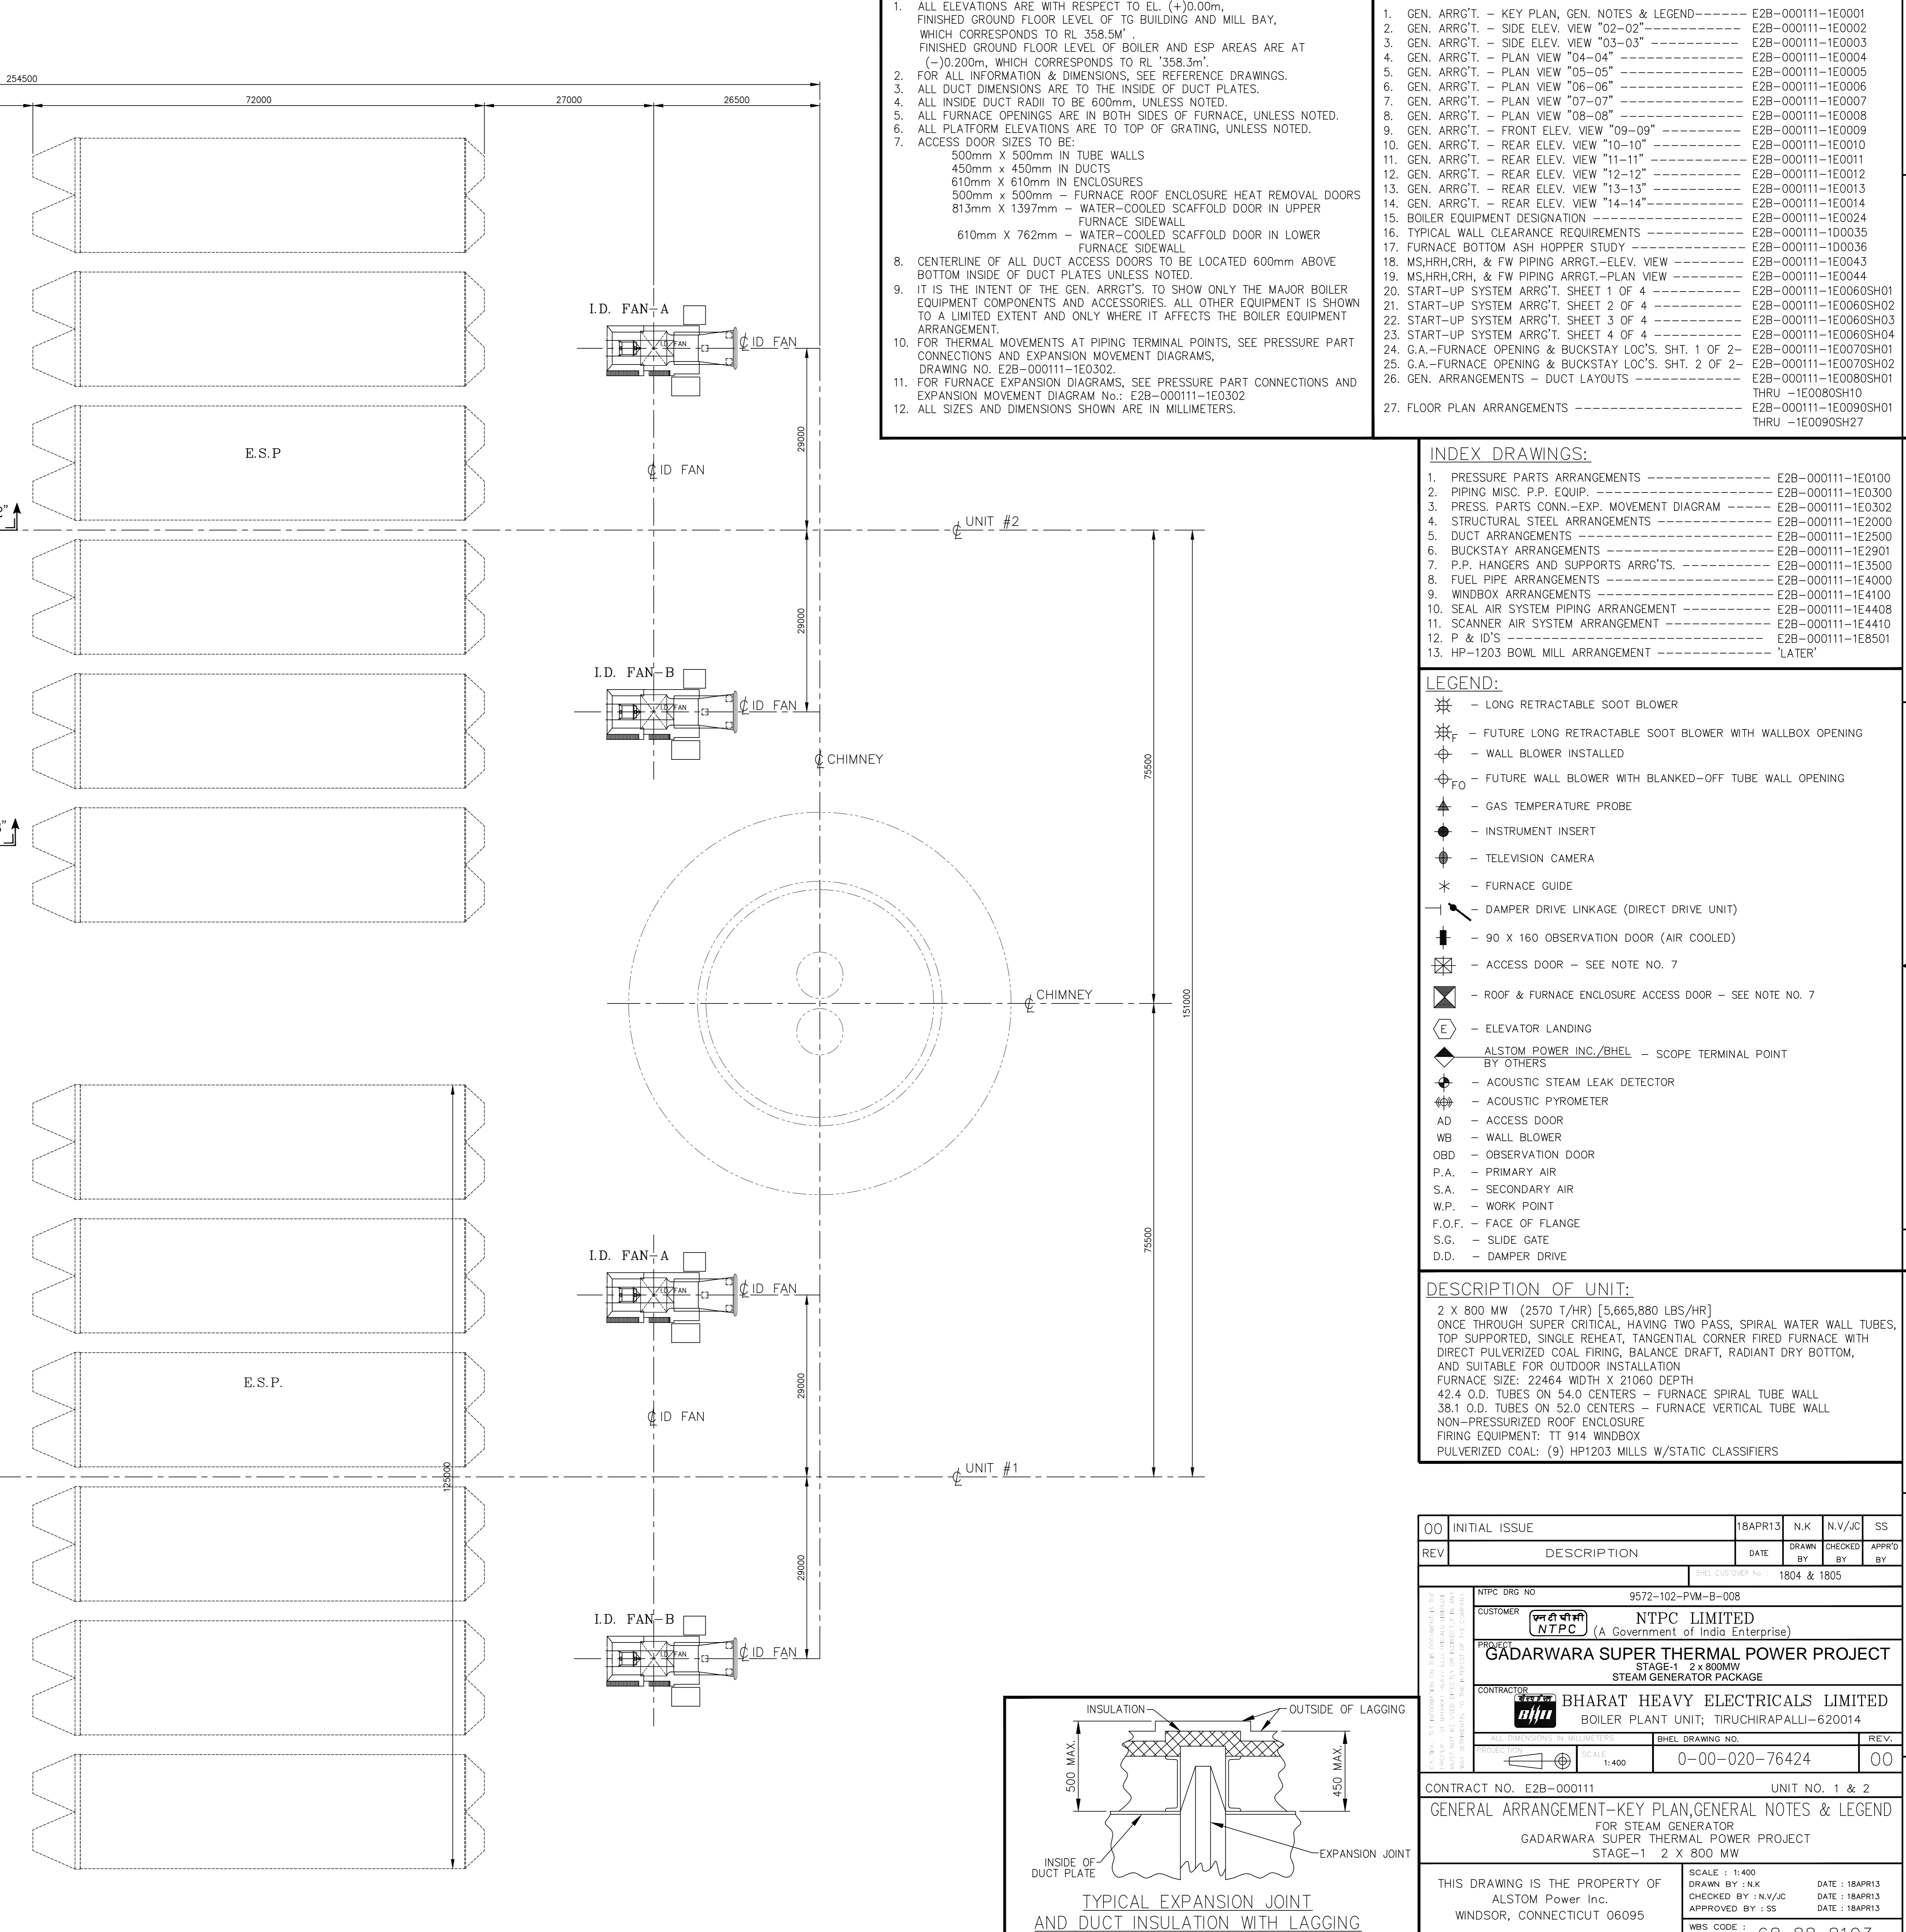 1. ALL ELEVATIONS ARE WITH RESPECT TO EL. (+)0.00m,
FINISHED GROUND FLOOR LEVEL OF TG BUILDING AND MILL BAY,
WHICH CORRESPONDS TO RL 358.5M' .
FINISHED GROUND FLOOR LEVEL OF BOILER AND ESP AREAS ARE AT
(-)0.200m, WHICH CORRESPONDS TO RL '358.3m'.
2. FOR ALL INFORMATION & DIMENSIONS, SEE REFERENCE DRAWINGS.
3. ALL DUCT DIMENSIONS ARE TO THE INSIDE OF DUCT PLATES.
4. ALL INSIDE DUCT RADII TO BE 600mm, UNLESS NOTED.
5. ALL FURNACE OPENINGS ARE IN BOTH SIDES OF FURNACE, UNLESS NOTED.
6. ALL PLATFORM ELEVATIONS ARE TO TOP OF GRATING, UNLESS NOTED.
7. ACCESS DOOR SIZES TO BE:
500mm X 500mm IN TUBE WALLS
450mm x 450mm IN DUCTS
610mm X 610mm IN ENCLOSURES
500mm x 500mm - FURNACE ROOF ENCLOSURE HEAT REMOVAL DOORS
813mm X 1397mm - WATER-COOLED SCAFFOLD DOOR IN UPPER
FURNACE SIDEWALL
610mm X 762mm - WATER-COOLED SCAFFOLD DOOR IN LOWER
FURNACE SIDEWALL
8. CENTERLINE OF ALL DUCT ACCESS DOORS TO BE LOCATED 600mm ABOVE
BOTTOM INSIDE OF DUCT PLATES UNLESS NOTED.
9. IT IS THE INTENT OF THE GEN. ARRGT'S. TO SHOW ONLY THE MAJOR BOILER
EQUIPMENT COMPONENTS AND ACCESSORIES. ALL OTHER EQUIPMENT IS SHOWN
TO A LIMITED EXTENT AND ONLY WHERE IT AFFECTS THE BOILER EQUIPMENT
ARRANGEMENT.
10. FOR THERMAL MOVEMENTS AT PIPING TERMINAL POINTS, SEE PRESSURE PART
CONNECTIONS AND EXPANSION MOVEMENT DIAGRAMS,
DRAWING NO. E2B-000111-1E0302.
11. FOR FURNACE EXPANSION DIAGRAMS, SEE PRESSURE PART CONNECTIONS AND
EXPANSION MOVEMENT DIAGRAM No.: E2B-000111-1E0302
12. ALL SIZES AND DIMENSIONS SHOWN ARE IN MILLIMETERS.
1. GEN. ARRG'T. - KEY PLAN, GEN. NOTES & LEGEND------ E2B-000111-1E0001
2. GEN. ARRG'T. - SIDE ELEV. VIEW "02-02"---------- E2B-000111-1E0002
3. GEN. ARRG'T. - SIDE ELEV. VIEW "03-03" ---------- E2B-000111-1E0003
4. GEN. ARRG'T. - PLAN VIEW "04-04" -------------- E2B-000111-1E0004
5. GEN. ARRG'T. - PLAN VIEW "05-05" -------------- E2B-000111-1E0005
6. GEN. ARRG'T. - PLAN VIEW "06-06" -------------- E2B-000111-1E0006
7. GEN. ARRG'T. - PLAN VIEW "07-07" -------------- E2B-000111-1E0007
8. GEN. ARRG'T. - PLAN VIEW "08-08" -------------- E2B-000111-1E0008
9. GEN. ARRG'T. - FRONT ELEV. VIEW "09-09" ---------- E2B-000111-1E0009
10. GEN. ARRG'T. - REAR ELEV. VIEW "10-10" ----------- E2B-000111-1E0010
11. GEN. ARRG'T. - REAR ELEV. VIEW "11-11" ----------- E2B-000111-1E0011
12. GEN. ARRG'T. - REAR ELEV. VIEW "12-12" ----------- E2B-000111-1E0012
13. GEN. ARRG'T. - REAR ELEV. VIEW "13-13" ----------- E2B-000111-1E0013
14. GEN. ARRG'T. - REAR ELEV. VIEW "14-14"----------- E2B-000111-1E0014
15. BOILER EQUIPMENT DESIGNATION ----------------- E2B-000111-1E0024
16. TYPICAL WALL CLEARANCE REQUIREMENTS ----------- E2B-000111-1D0035
17. FURNACE BOTTOM ASH HOPPER STUDY ------------- E2B-000111-1D0036
18. MS,HRH,CRH, & FW PIPING ARRGT.-ELEV. VIEW -------- E2B-000111-1E0043
19. MS,HRH,CRH, & FW PIPING ARRGT.-PLAN VIEW -------- E2B-000111-1E0044
20. START-UP SYSTEM ARRG'T. SHEET 1 OF 4 ---------- E2B-000111-1E0060SH01
21. START-UP SYSTEM ARRG'T. SHEET 2 OF 4 ---------- E2B-000111-1E0060SH02
22. START-UP SYSTEM ARRG'T. SHEET 3 OF 4 ---------- E2B-000111-1E0060SH03
23. START-UP SYSTEM ARRG'T. SHEET 4 OF 4 ---------- E2B-000111-1E0060SH04
24. G.A.-FURNACE OPENING & BUCKSTAY LOC'S. SHT. 1 OF 2- E2B-000111-1E0070SH01
25. G.A.-FURNACE OPENING & BUCKSTAY LOC'S. SHT. 2 OF 2- E2B-000111-1E0070SH02
26. GEN. ARRANGEMENTS - DUCT LAYOUTS ------------ E2B-000111-1E0080SH01
THRU -1E0080SH10
27. FLOOR PLAN ARRANGEMENTS ------------------- E2B-000111-1E0090SH01
THRU -1E0090SH27
254500
72000
27000
26500
I.D. FAN-A
I.D. FAN
℄ ID FAN
29000
E.S.P
℄ ID FAN
℄ UNIT #2
29000
I.D. FAN-B
I.D. FAN
℄ ID FAN
℄ CHIMNEY
75500
℄ CHIMNEY
151000
75500
I.D. FAN-A
I.D. FAN
℄ ID FAN
29000
E.S.P.
℄ ID FAN
125000
℄ UNIT #1
29000
I.D. FAN-B
I.D. FAN
℄ ID FAN
INDEX DRAWINGS:
1. PRESSURE PARTS ARRANGEMENTS -------------- E2B-000111-1E0100
2. PIPING MISC. P.P. EQUIP. -------------------- E2B-000111-1E0300
3. PRESS. PARTS CONN.-EXP. MOVEMENT DIAGRAM ----- E2B-000111-1E0302
4. STRUCTURAL STEEL ARRANGEMENTS ------------- E2B-000111-1E2000
5. DUCT ARRANGEMENTS ---------------------- E2B-000111-1E2500
6. BUCKSTAY ARRANGEMENTS ------------------- E2B-000111-1E2901
7. P.P. HANGERS AND SUPPORTS ARRG'TS. ---------- E2B-000111-1E3500
8. FUEL PIPE ARRANGEMENTS ------------------- E2B-000111-1E4000
9. WINDBOX ARRANGEMENTS -------------------- E2B-000111-1E4100
10. SEAL AIR SYSTEM PIPING ARRANGEMENT ---------- E2B-000111-1E4408
11. SCANNER AIR SYSTEM ARRANGEMENT ------------ E2B-000111-1E4410
12. P & ID'S ----------------------------- E2B-000111-1E8501
13. HP-1203 BOWL MILL ARRANGEMENT ------------- 'LATER'
LEGEND:
- LONG RETRACTABLE SOOT BLOWER
F - FUTURE LONG RETRACTABLE SOOT BLOWER WITH WALLBOX OPENING
- WALL BLOWER INSTALLED
FO - FUTURE WALL BLOWER WITH BLANKED-OFF TUBE WALL OPENING
- GAS TEMPERATURE PROBE
- INSTRUMENT INSERT
- TELEVISION CAMERA
- FURNACE GUIDE
- DAMPER DRIVE LINKAGE (DIRECT DRIVE UNIT)
- 90 X 160 OBSERVATION DOOR (AIR COOLED)
- ACCESS DOOR - SEE NOTE NO. 7
- ROOF & FURNACE ENCLOSURE ACCESS DOOR - SEE NOTE NO. 7
E - ELEVATOR LANDING
ALSTOM POWER INC./BHEL - SCOPE TERMINAL POINT
BY OTHERS
- ACOUSTIC STEAM LEAK DETECTOR
- ACOUSTIC PYROMETER
AD - ACCESS DOOR
WB - WALL BLOWER
OBD - OBSERVATION DOOR
P.A. - PRIMARY AIR
S.A. - SECONDARY AIR
W.P. - WORK POINT
F.O.F. - FACE OF FLANGE
S.G. - SLIDE GATE
D.D. - DAMPER DRIVE
DESCRIPTION OF UNIT:
2 X 800 MW (2570 T/HR) [5,665,880 LBS/HR]
ONCE THROUGH SUPER CRITICAL, HAVING TWO PASS, SPIRAL WATER WALL TUBES,
TOP SUPPORTED, SINGLE REHEAT, TANGENTIAL CORNER FIRED FURNACE WITH
DIRECT PULVERIZED COAL FIRING, BALANCE DRAFT, RADIANT DRY BOTTOM,
AND SUITABLE FOR OUTDOOR INSTALLATION
FURNACE SIZE: 22464 WIDTH X 21060 DEPTH
42.4 O.D. TUBES ON 54.0 CENTERS - FURNACE SPIRAL TUBE WALL
38.1 O.D. TUBES ON 52.0 CENTERS - FURNACE VERTICAL TUBE WALL
NON-PRESSURIZED ROOF ENCLOSURE
FIRING EQUIPMENT: TT 914 WINDBOX
PULVERIZED COAL: (9) HP1203 MILLS W/STATIC CLASSIFIERS
INSULATION
OUTSIDE OF LAGGING
500 MAX.
450 MAX.
INSIDE OF
DUCT PLATE
EXPANSION JOINT
TYPICAL EXPANSION JOINT
AND DUCT INSULATION WITH LAGGING
00 INITIAL ISSUE 18APR13 N.K N.V/JC SS
REV DESCRIPTION DATE DRAWN BY CHECKED BY APPR'D BY
BHEL CUSTOMER No. : 1804 & 1805
NTPC DRG NO 9572-102-PVM-B-008
CUSTOMER एनटीपीसी NTPC NTPC LIMITED
(A Government of India Enterprise)
PROJECT
GADARWARA SUPER THERMAL POWER PROJECT
STAGE-1 2 x 800MW
STEAM GENERATOR PACKAGE
CONTRACTOR
BHARAT HEAVY ELECTRICALS LIMITED
BOILER PLANT UNIT; TIRUCHIRAPALLI-620014
ALL DIMENSIONS IN MILLIMETERS BHEL DRAWING NO. REV.
PROJECTION SCALE 1:400 0-00-020-76424 00
CONTRACT NO. E2B-000111 UNIT NO. 1 & 2
GENERAL ARRANGEMENT-KEY PLAN,GENERAL NOTES & LEGEND
FOR STEAM GENERATOR
GADARWARA SUPER THERMAL POWER PROJECT
STAGE-1 2 X 800 MW
THIS DRAWING IS THE PROPERTY OF
ALSTOM Power Inc.
WINDSOR, CONNECTICUT 06095
SCALE : 1:400
DRAWN BY : N.K DATE : 18APR13
CHECKED BY : N.V/JC DATE : 18APR13
APPROVED BY : SS DATE : 18APR13
WBS CODE :